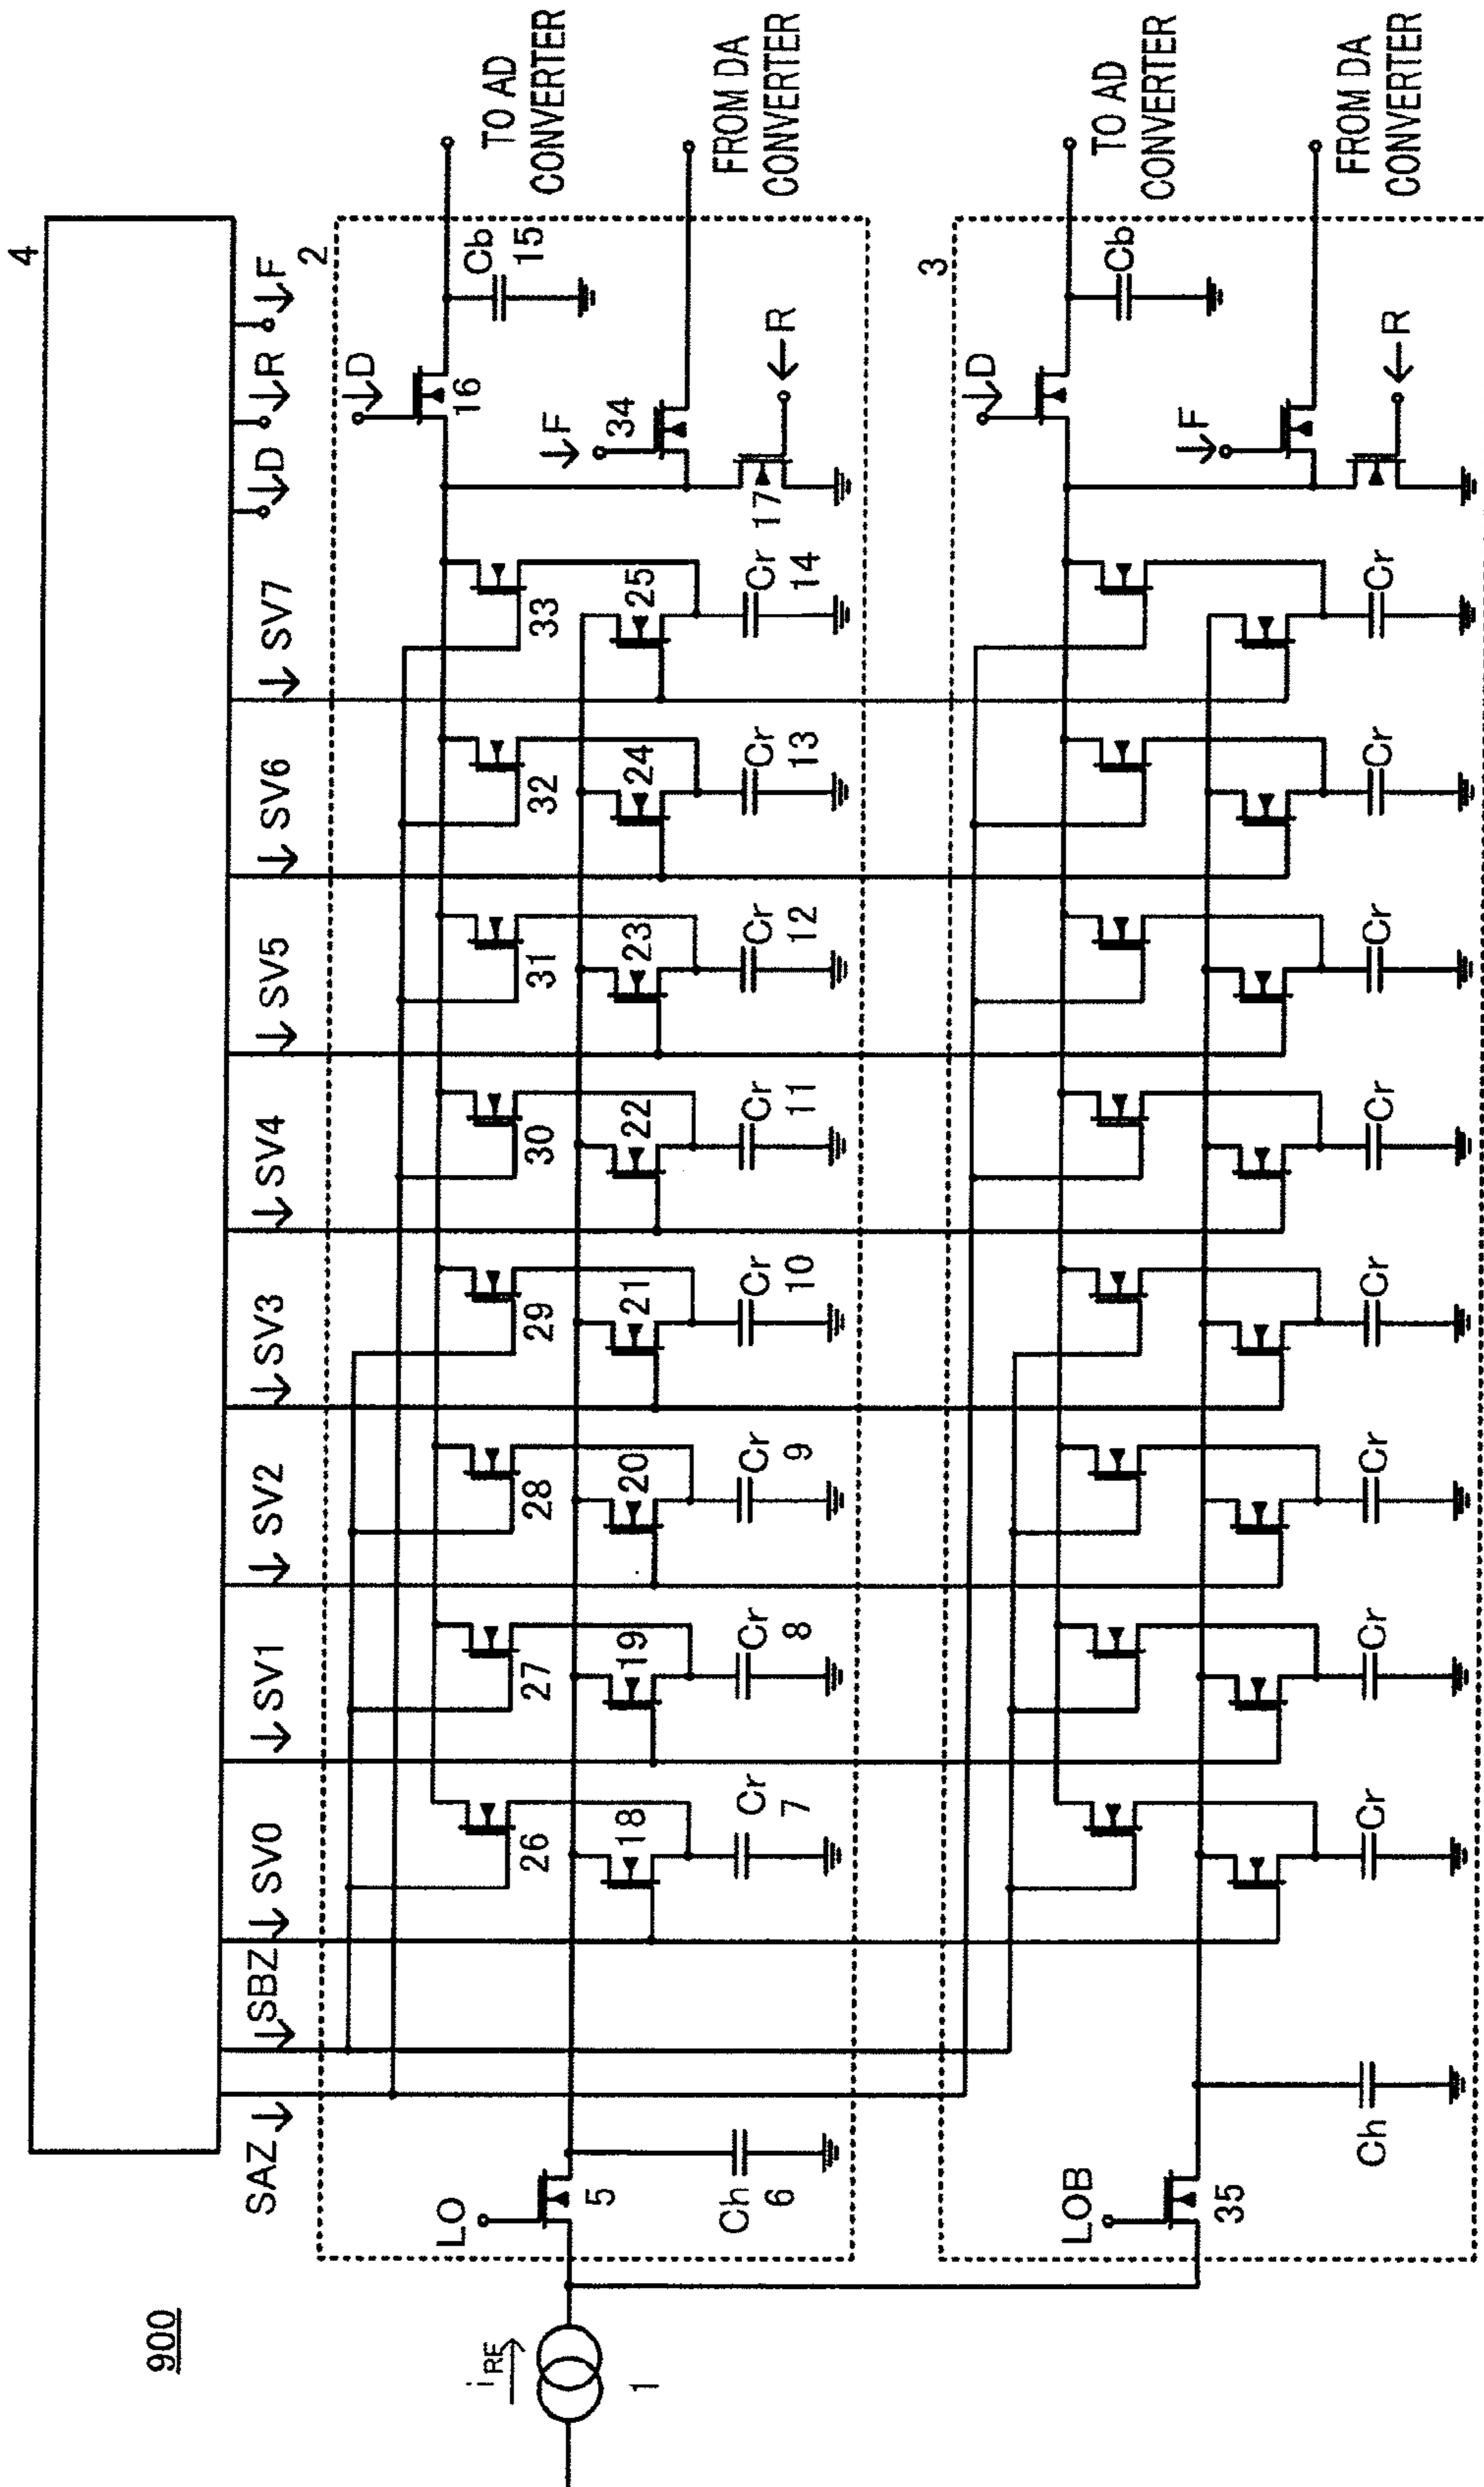 900
4
SAZ
SBZ
SV0
SV1
SV2
SV3
SV4
SV5
SV6
SV7
D
R
F
2
LO
5
Ch
6
26
27
28
29
30
31
32
33
18
19
20
21
22
23
24
25
Cr
7
Cr
8
Cr
9
Cr
10
Cr
11
Cr
12
Cr
13
Cr
14
D
16
F
34
17
R
Cb
15
TO AD
CONVERTER
FROM DA
CONVERTER
iRE
1
3
LOB
35
Ch
Cr
Cr
Cr
Cr
Cr
Cr
Cr
Cr
D
F
R
Cb
TO AD
CONVERTER
FROM DA
CONVERTER